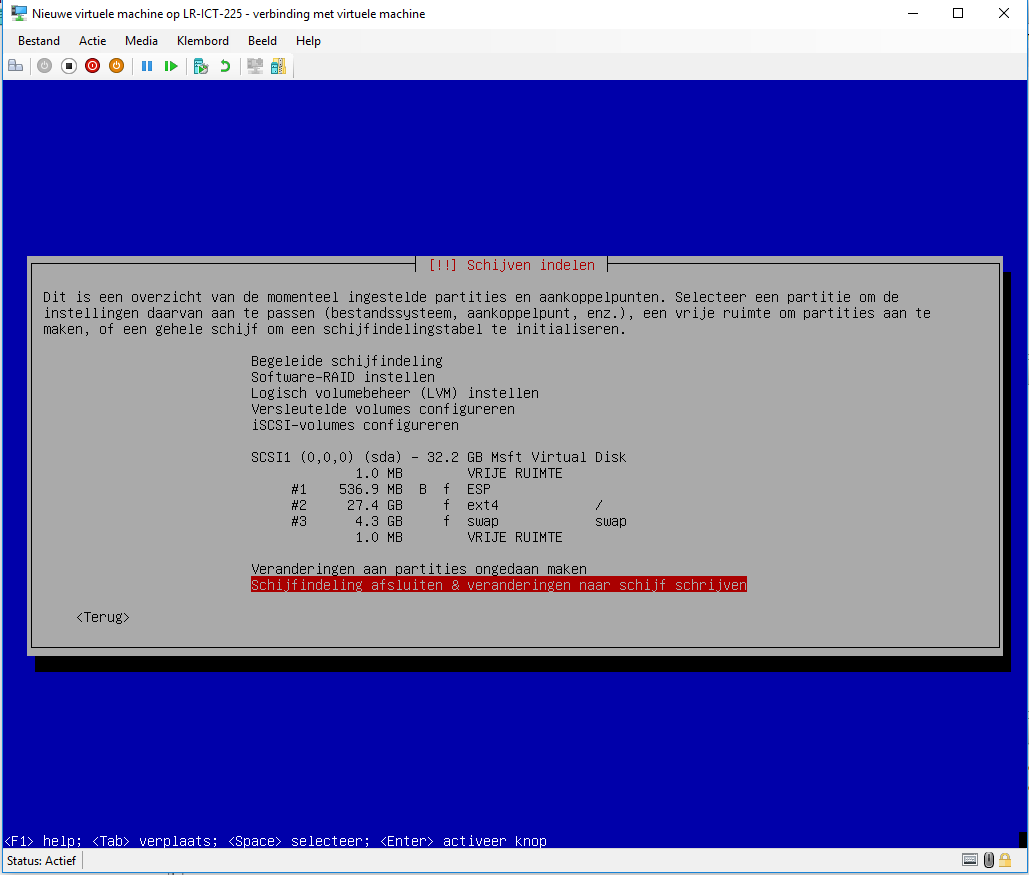 Nieuwe virtuele machine op LR-ICT-225 - verbinding met virtuele machine
Bestand Actie Media Klembord Beeld Help
[!!] Schijven indelen
Dit is een overzicht van de momenteel ingestelde partities en aankoppelpunten. Selecteer een partitie om de
instellingen daarvan aan te passen (bestandssysteem, aankoppelpunt, enz.), een vrije ruimte om partities aan te
maken, of een gehele schijf om een schijfindelingstabel te initialiseren.
Begeleide schijfindeling
Software-RAID instellen
Logisch volumebeheer (LVM) instellen
Versleutelde volumes configureren
iSCSI-volumes configureren
SCSI1 (0,0,0) (sda) - 32.2 GB Msft Virtual Disk
1.0 MB VRIJE RUIMTE
#1 536.9 MB B f ESP
#2 27.4 GB f ext4 /
#3 4.3 GB f swap swap
1.0 MB VRIJE RUIMTE
Veranderingen aan partities ongedaan maken
Schijfindeling afsluiten & veranderingen naar schijf schrijven
<Terug>
<F1> help; <Tab> verplaats; <Space> selecteer; <Enter> activeer knop
Status: Actief